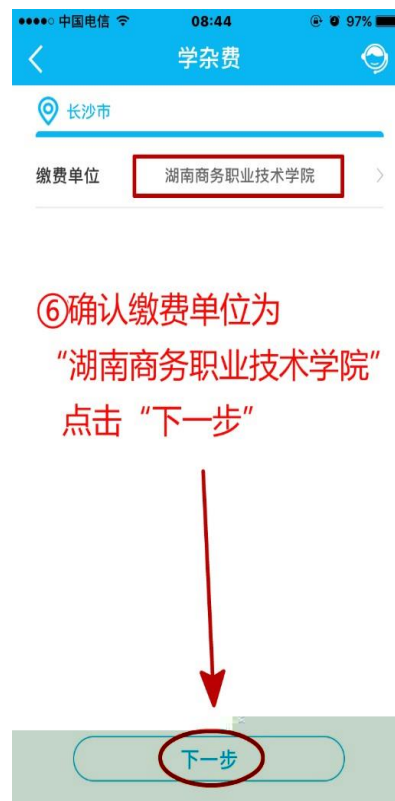 中国电信 08:44 97%
学杂费
长沙市
缴费单位 湖南商务职业技术学院
⑥确认缴费单位为
“湖南商务职业技术学院”
点击“下一步”
下一步